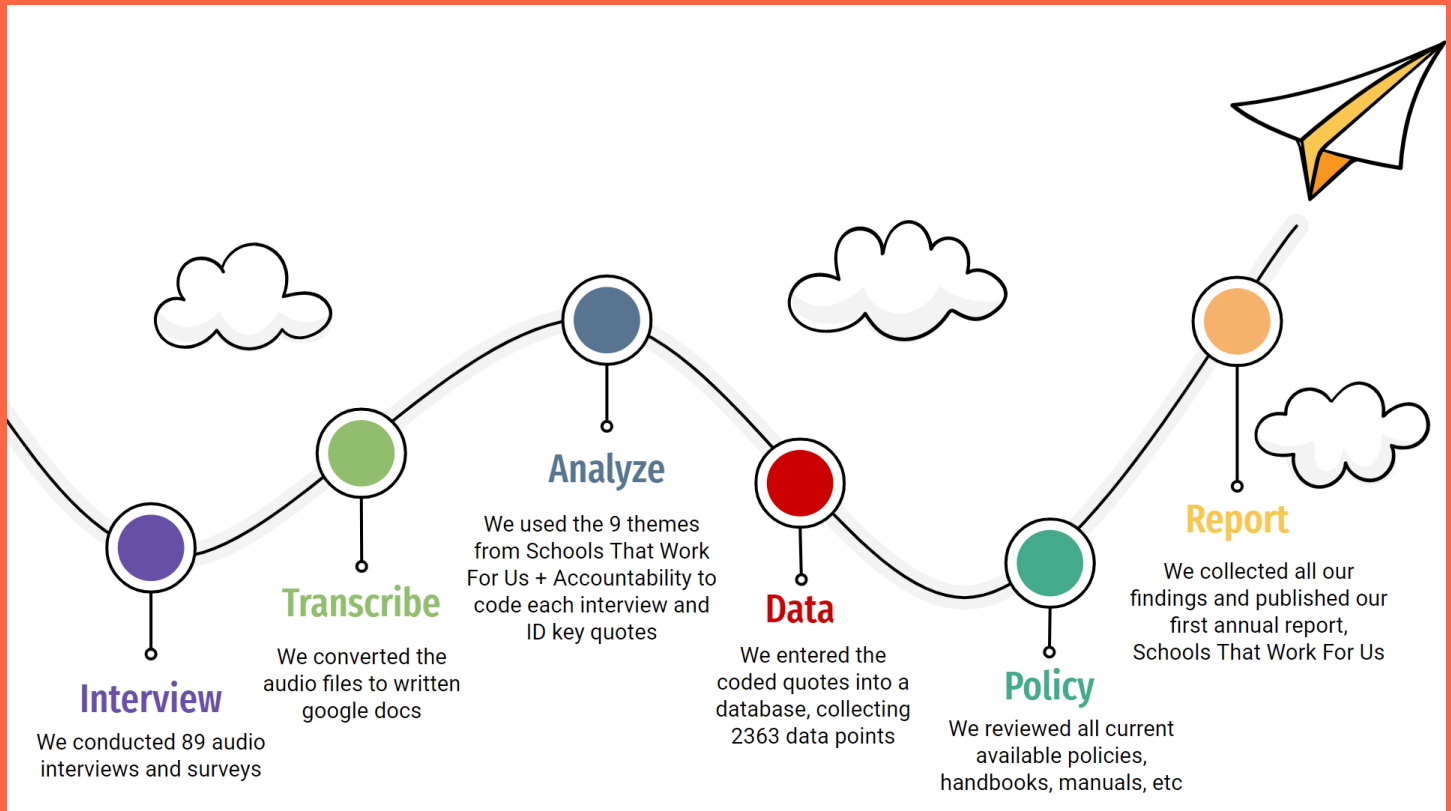 Interview
We conducted 89 audio
interviews and surveys
Transcribe
We converted the
audio files to written
google docs
Analyze
We used the 9 themes
from Schools That Work
For Us + Accountability to
code each interview and
ID key quotes
Data
We entered the
coded quotes into a
database, collecting
2363 data points
Policy
We reviewed all current
available policies,
handbooks, manuals, etc
Report
We collected all our
findings and published our
first annual report,
Schools That Work For Us